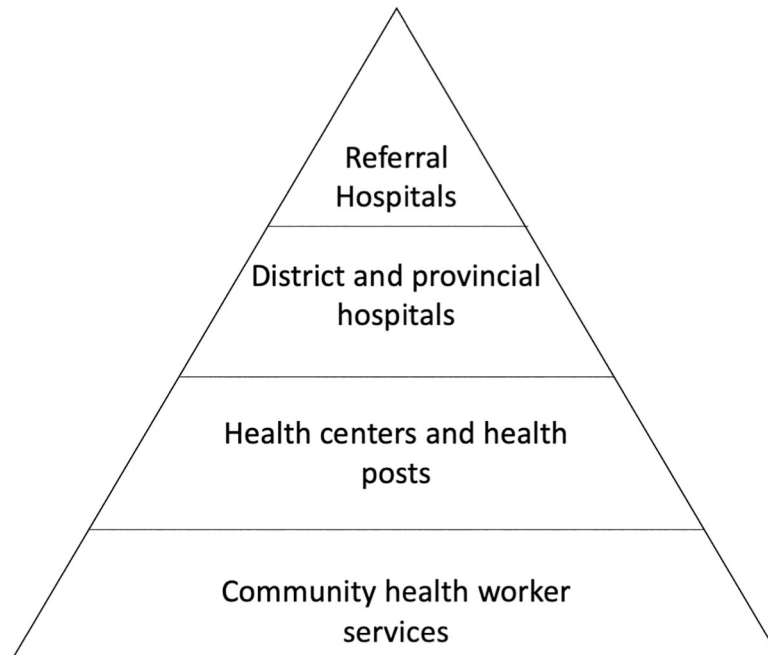 Referral
Hospitals
District and provincial
hospitals
Health centers and health
posts
Community health worker
services